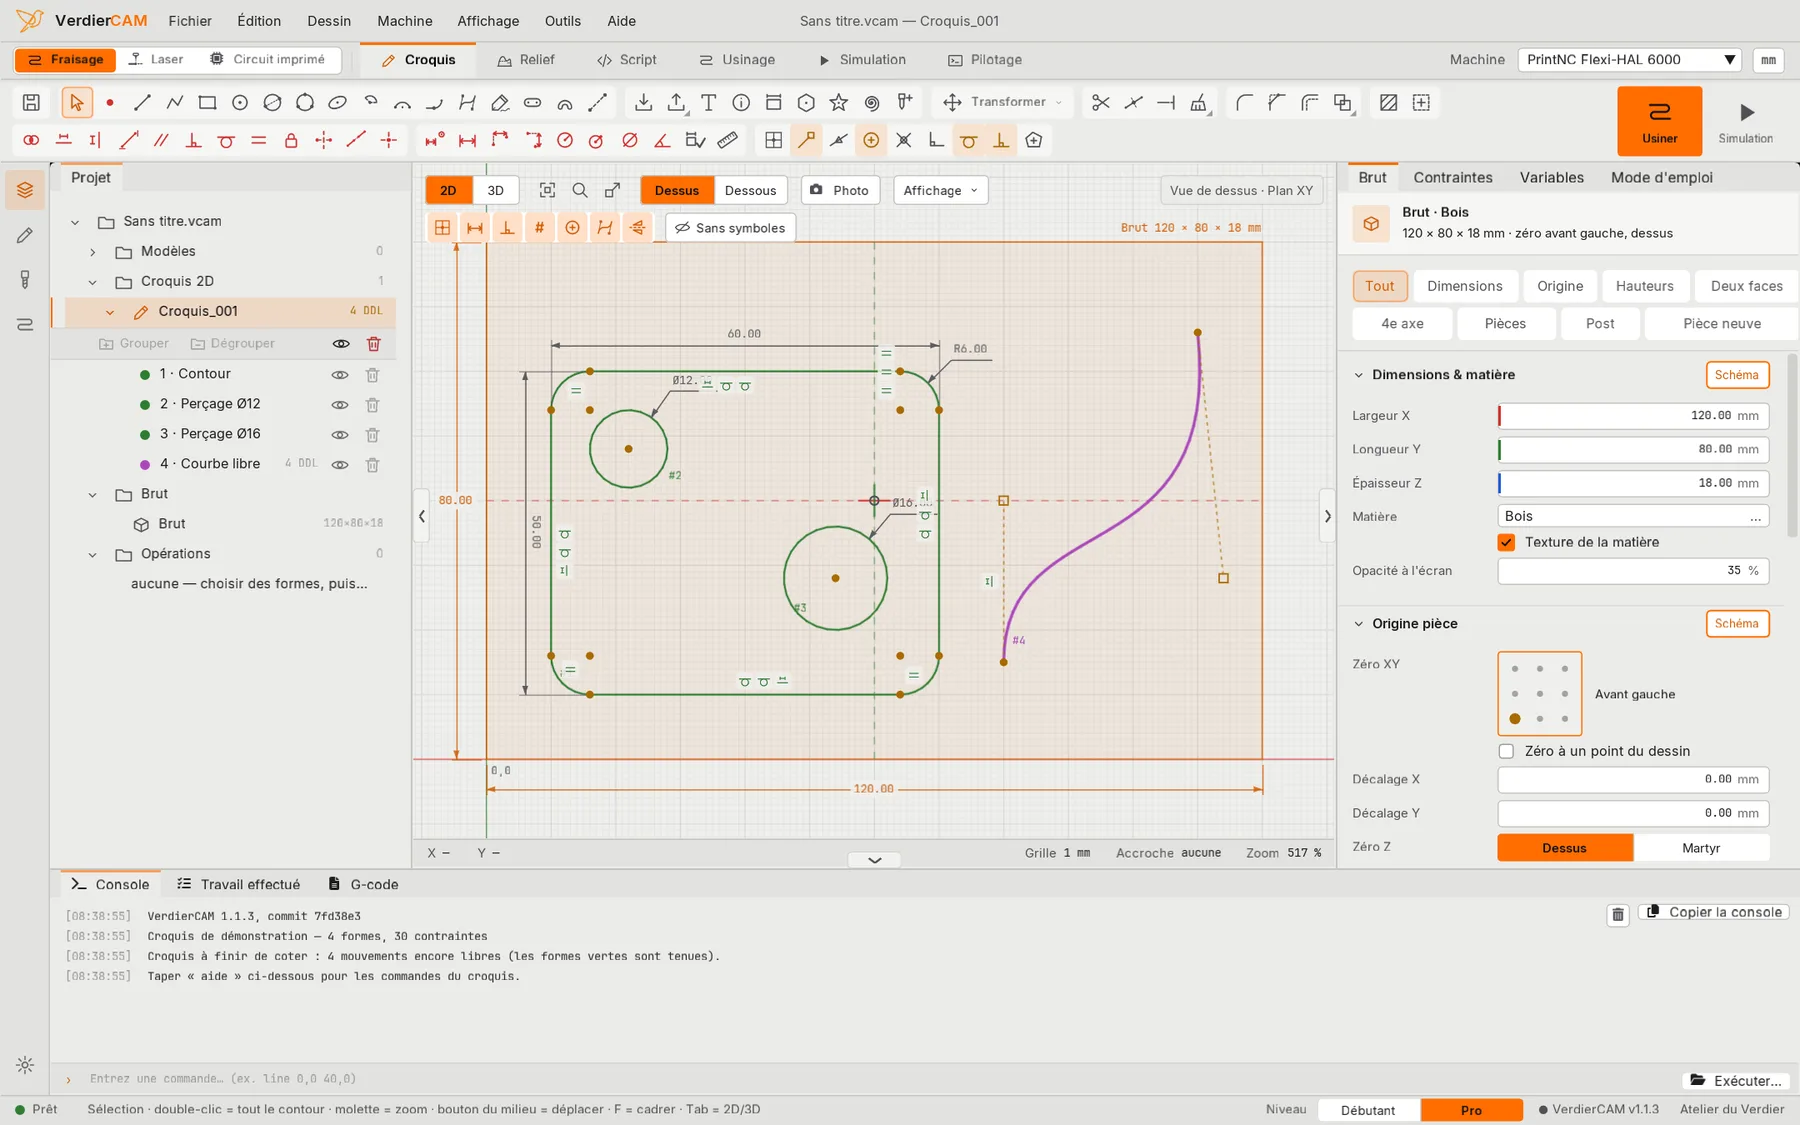 VerdierCAM Fichier Édition Dessin Machine Affichage Outils Aide Sans titre.vcam — Croquis_001
Fraisage Laser Circuit imprimé Croquis Relief Script Usinage Simulation Pilotage Machine PrintNC Flexi-HAL 6000 mm
Transformer
Usiner Simulation
Projet
Sans titre.vcam
Modèles 0
Croquis 2D 1
Croquis_001 4 DDL
Grouper Dégrouper
1 · Contour
2 · Perçage Ø12
3 · Perçage Ø16
4 · Courbe libre 4 DDL
Brut
Brut 120×80×18
Opérations 0
aucune — choisir des formes, puis...
2D 3D Dessus Dessous Photo Affichage Vue de dessus · Plan XY
Sans symboles Brut 120 × 80 × 18 mm
60.00
R6.00
Ø12.
#2
80.00
Ø16.
50.00
#3
#4
0,0
120.00
X – Y – Grille 1 mm Accroche aucune Zoom 517 %
Brut Contraintes Variables Mode d'emploi
Brut · Bois
120 × 80 × 18 mm · zéro avant gauche, dessus
Tout Dimensions Origine Hauteurs Deux faces
4e axe Pièces Post Pièce neuve
Dimensions & matière Schéma
Largeur X 120.00 mm
Longueur Y 80.00 mm
Épaisseur Z 18.00 mm
Matière Bois ...
Texture de la matière
Opacité à l'écran 35 %
Origine pièce Schéma
Zéro XY
Avant gauche
Zéro à un point du dessin
Décalage X 0.00 mm
Décalage Y 0.00 mm
Zéro Z Dessus Martyr
Console Travail effectué G-code
[08:38:55] VerdierCAM 1.1.3, commit 7fd38e3
[08:38:55] Croquis de démonstration — 4 formes, 30 contraintes
[08:38:55] Croquis à finir de coter : 4 mouvements encore libres (les formes vertes sont tenues).
[08:38:55] Taper « aide » ci-dessous pour les commandes du croquis.
Copier la console
› Entrez une commande… (ex. line 0,0 40,0)
Exécuter...
Prêt Sélection · double-clic = tout le contour · molette = zoom · bouton du milieu = déplacer · F = cadrer · Tab = 2D/3D Niveau Débutant Pro VerdierCAM v1.1.3 Atelier du Verdier